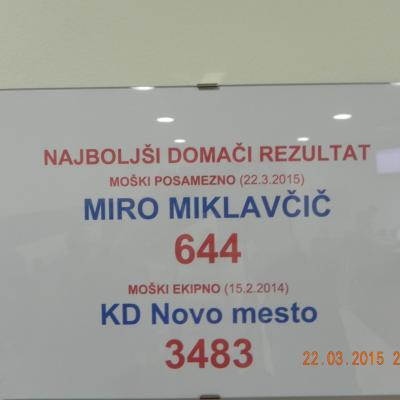 NAJBOLJŠI DOMAČI REZULTAT
MOŠKI POSAMEZNO (22.3.2015)
MIRO MIKLAVČIČ
644
MOŠKI EKIPNO (15.2.2014)
KD Novo mesto
3483
22.03.2015 2